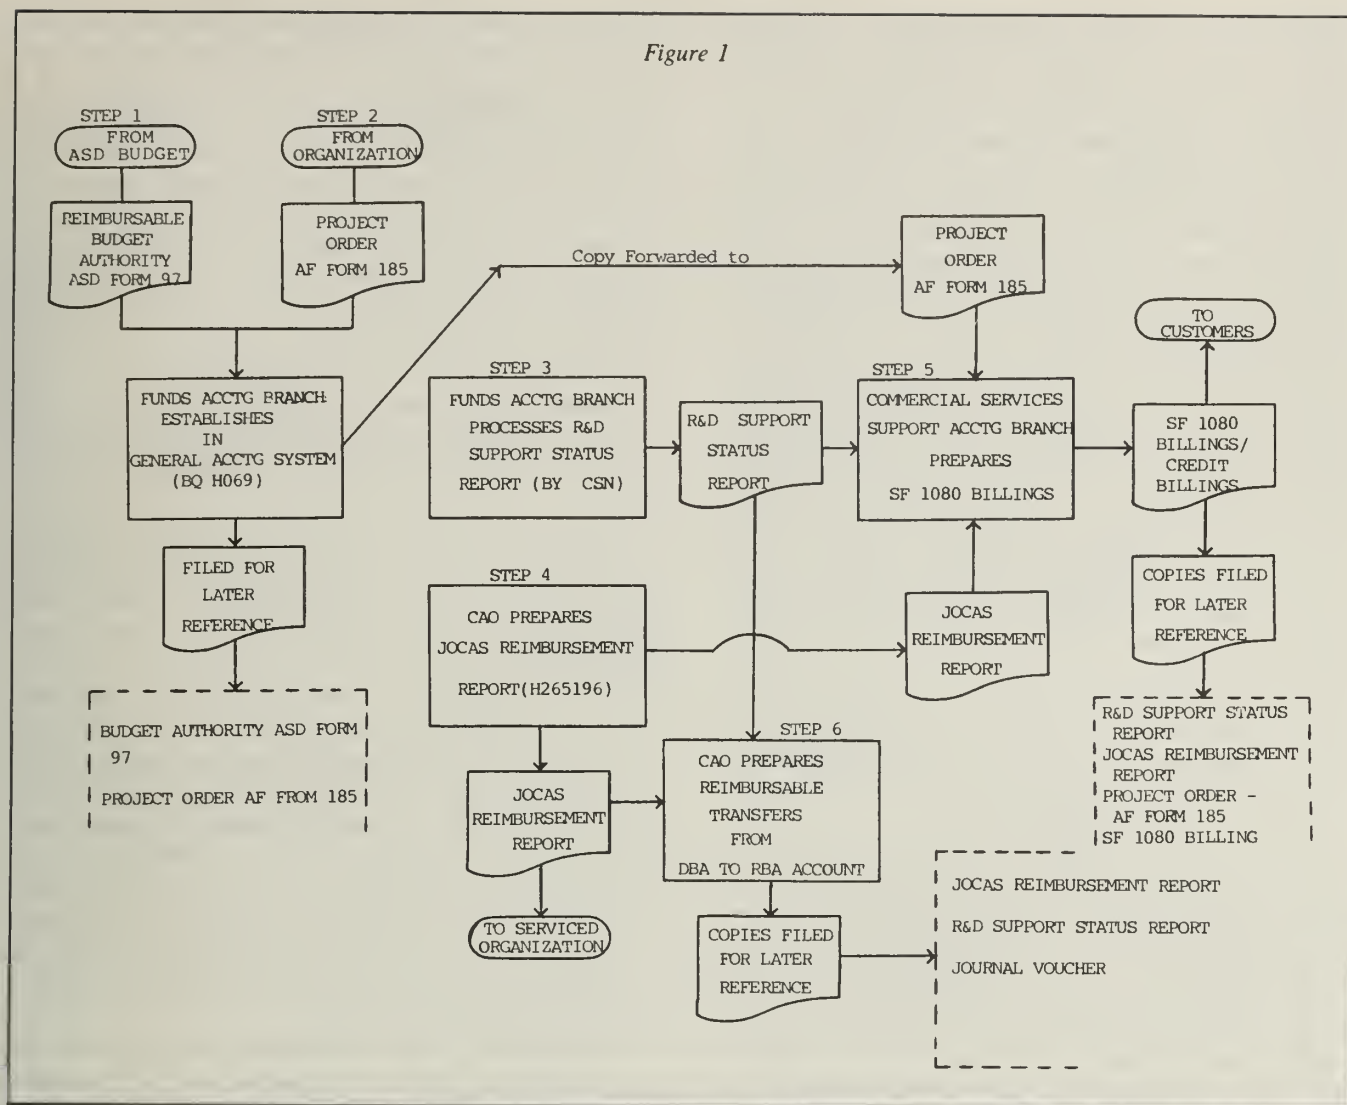 Figure 1
STEP 1
FROM
ASD BUDGET
STEP 2
FROM
ORGANIZATION
REIMBURSABLE
BUDGET
AUTHORITY
ASD FORM 97
PROJECT
ORDER
AF FORM 185
Copy Forwarded to
PROJECT
ORDER
AF FORM 185
TO
CUSTOMERS
FUNDS ACCTG BRANCH
ESTABLISHES
IN
GENERAL ACCTG SYSTEM
(BQ H069)
STEP 3
FUNDS ACCTG BRANCH
PROCESSES R&D
SUPPORT STATUS
REPORT (BY CSN)
R&D SUPPORT
STATUS
REPORT
STEP 5
COMMERCIAL SERVICES
SUPPORT ACCTG BRANCH
PREPARES
SF 1080 BILLINGS
SF 1080
BILLINGS/
CREDIT
BILLINGS
FILED FOR
LATER
REFERENCE
STEP 4
CAO PREPARES
JOCAS REIMBURSEMENT
REPORT(H265196)
JOCAS
REIMBURSEMENT
REPORT
COPIES FILED
FOR LATER
REFERENCE
BUDGET AUTHORITY ASD FORM
97
PROJECT ORDER AF FROM 185
JOCAS
REIMBURSEMENT
REPORT
STEP 6
CAO PREPARES
REIMBURSABLE
TRANSFERS
FROM
DBA TO RBA ACCOUNT
R&D SUPPORT STATUS
REPORT
JOCAS REIMBURSEMENT
REPORT
PROJECT ORDER -
AF FORM 185
SF 1080 BILLING
TO SERVICED
ORGANIZATION
COPIES FILED
FOR LATER
REFERENCE
JOCAS REIMBURSEMENT REPORT
R&D SUPPORT STATUS REPORT
JOURNAL VOUCHER